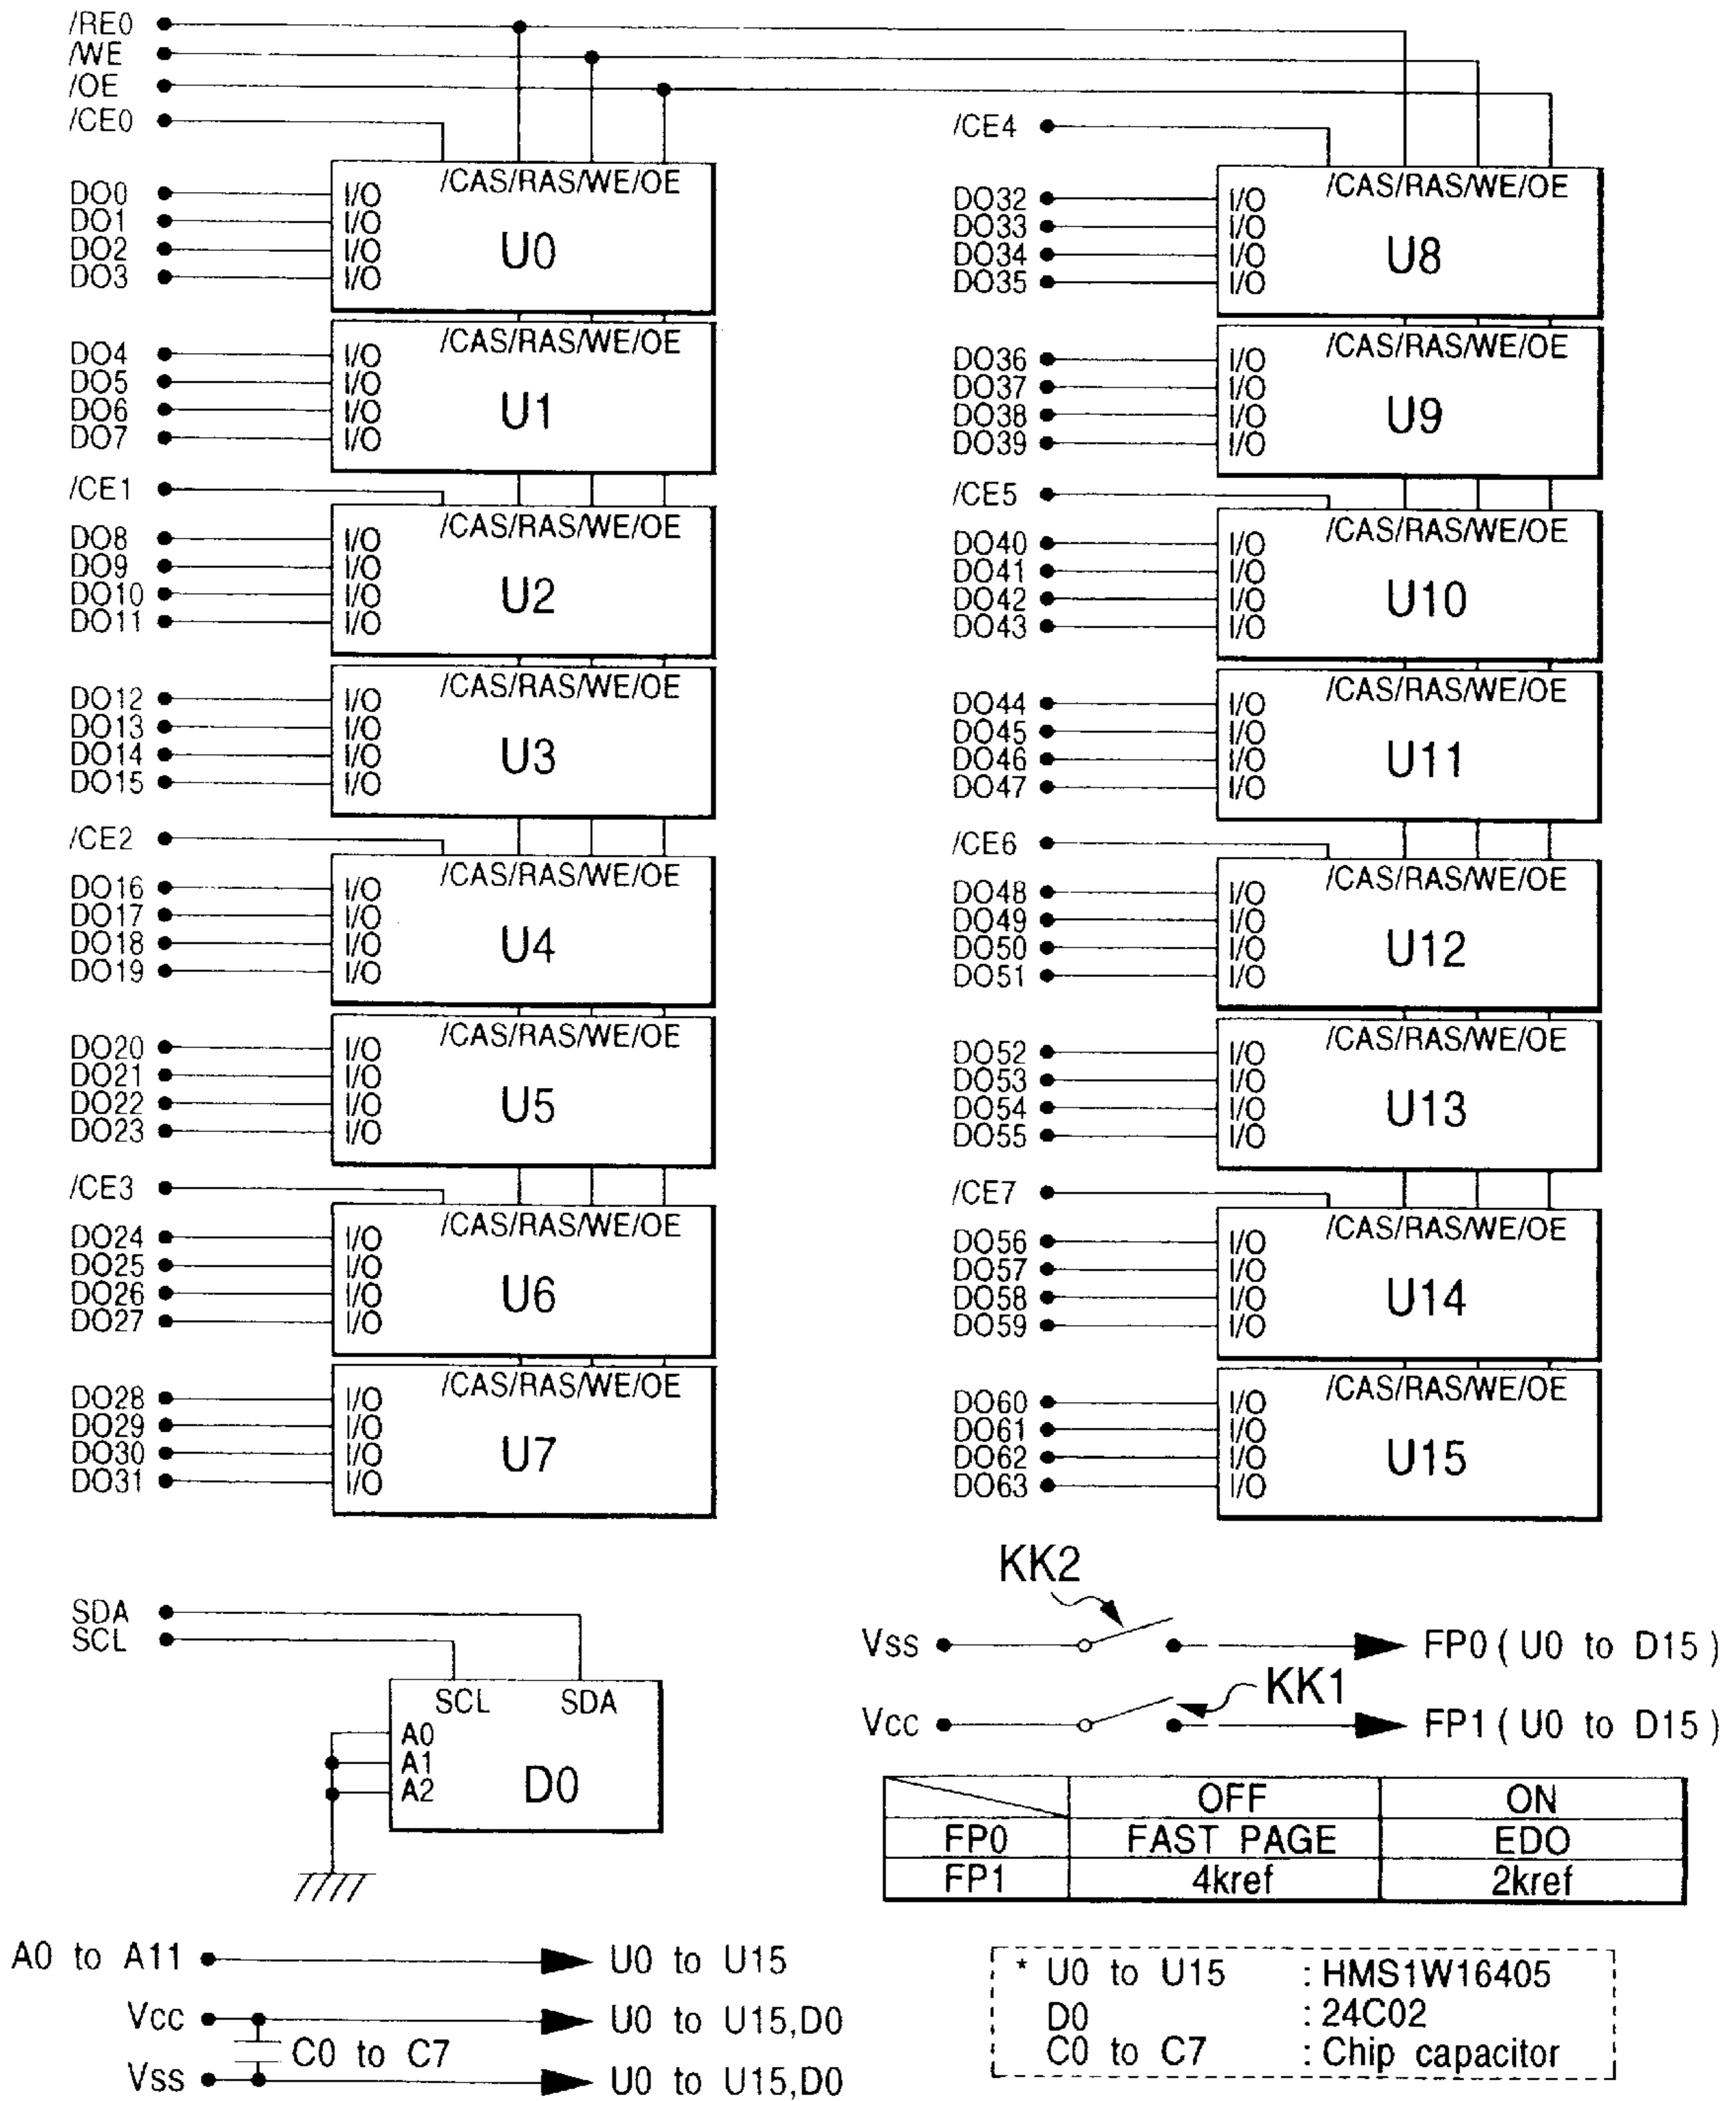 /RE0
/WE
/OE
/CE0
/CAS/RAS/WE/OE
DO0 I/O
DO1 I/O
DO2 I/O
DO3 I/O
U0
/CAS/RAS/WE/OE
DO4 I/O
DO5 I/O
DO6 I/O
DO7 I/O
U1
/CE1
/CAS/RAS/WE/OE
DO8 I/O
DO9 I/O
DO10 I/O
DO11 I/O
U2
/CAS/RAS/WE/OE
DO12 I/O
DO13 I/O
DO14 I/O
DO15 I/O
U3
/CE2
/CAS/RAS/WE/OE
DO16 I/O
DO17 I/O
DO18 I/O
DO19 I/O
U4
/CAS/RAS/WE/OE
DO20 I/O
DO21 I/O
DO22 I/O
DO23 I/O
U5
/CE3
/CAS/RAS/WE/OE
DO24 I/O
DO25 I/O
DO26 I/O
DO27 I/O
U6
/CAS/RAS/WE/OE
DO28 I/O
DO29 I/O
DO30 I/O
DO31 I/O
U7
/CE4
/CAS/RAS/WE/OE
DO32 I/O
DO33 I/O
DO34 I/O
DO35 I/O
U8
/CAS/RAS/WE/OE
DO36 I/O
DO37 I/O
DO38 I/O
DO39 I/O
U9
/CE5
/CAS/RAS/WE/OE
DO40 I/O
DO41 I/O
DO42 I/O
DO43 I/O
U10
/CAS/RAS/WE/OE
DO44 I/O
DO45 I/O
DO46 I/O
DO47 I/O
U11
/CE6
/CAS/RAS/WE/OE
DO48 I/O
DO49 I/O
DO50 I/O
DO51 I/O
U12
/CAS/RAS/WE/OE
DO52 I/O
DO53 I/O
DO54 I/O
DO55 I/O
U13
/CE7
/CAS/RAS/WE/OE
DO56 I/O
DO57 I/O
DO58 I/O
DO59 I/O
U14
/CAS/RAS/WE/OE
DO60 I/O
DO61 I/O
DO62 I/O
DO63 I/O
U15
SDA
SCL
SCL SDA
A0
A1
A2
D0
KK2
Vss FP0 ( U0 to D15 )
KK1
Vcc FP1 ( U0 to D15 )
OFF ON
FP0 FAST PAGE EDO
FP1 4kref 2kref
A0 to A11 U0 to U15
Vcc U0 to U15,D0
C0 to C7
Vss U0 to U15,D0
* U0 to U15 : HMS1W16405
D0 : 24C02
C0 to C7 : Chip capacitor